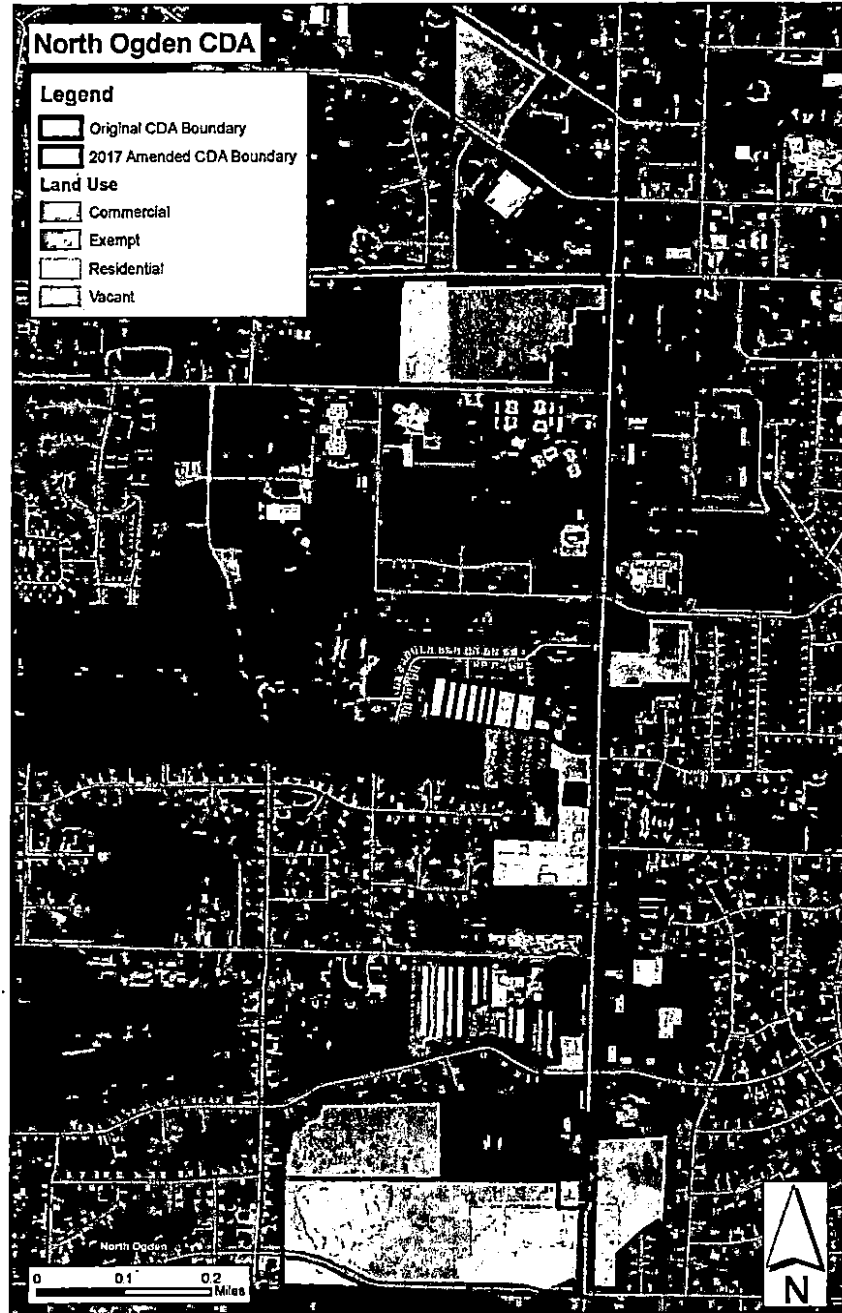 North Ogden CDA
Legend
Original CDA Boundary
2017 Amended CDA Boundary
Land Use
Commercial
Exempt
Residential
Vacant
North Ogden
0 0.1 0.2
Miles
N